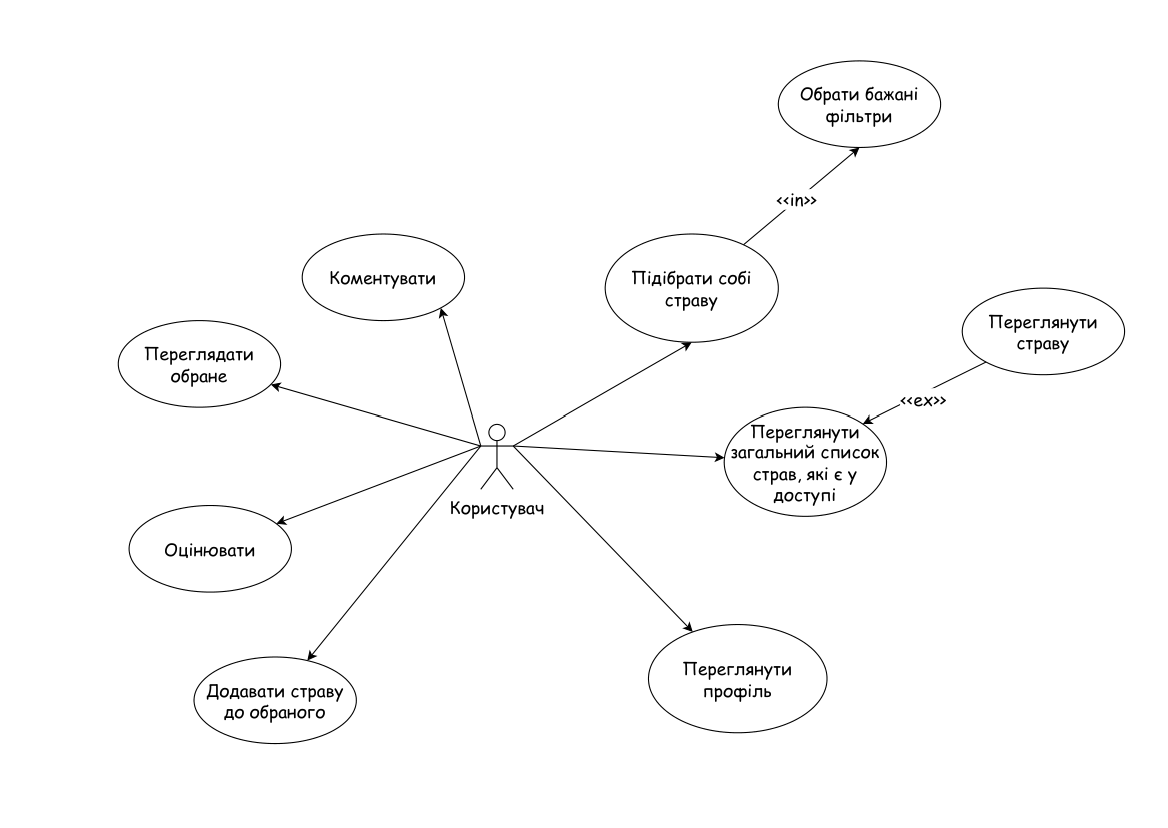 Обрати бажані
фільтри
<<in>>
Коментувати
Підібрати собі
страву
Переглянути
страву
Переглядати
обране
<<ex>>
Переглянути
загальний список
страв, які є у
доступі
Користувач
Оцінювати
Переглянути
профіль
Додавати страву
до обраного